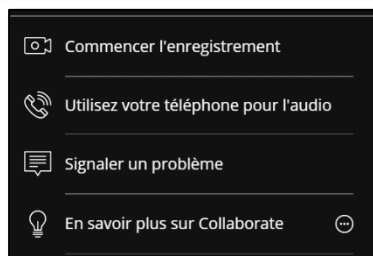 Commencer l'enregistrement
Utilisez votre téléphone pour l'audio
Signaler un problème
En savoir plus sur Collaborate